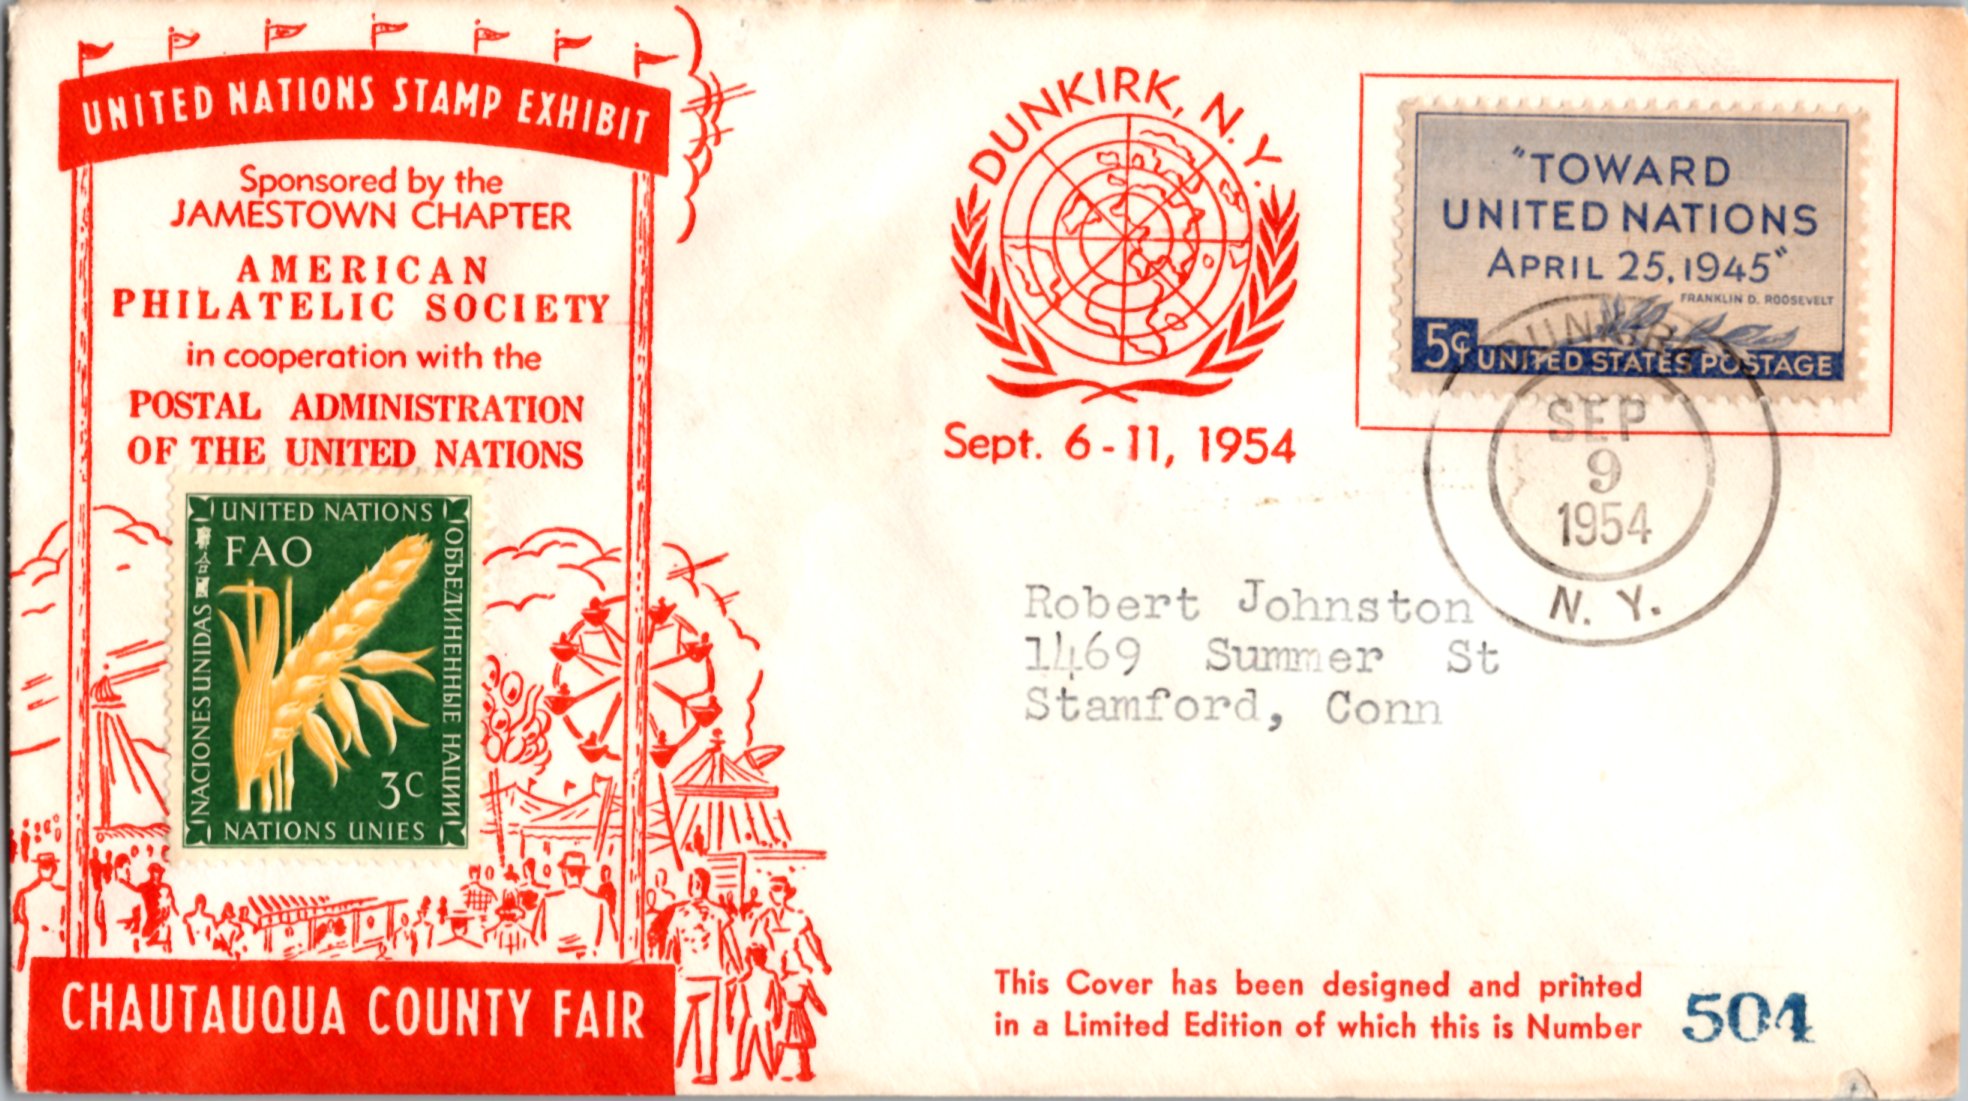 UNITED NATIONS STAMP EXHIBIT
Sponsored by the
JAMESTOWN CHAPTER
AMERICAN
PHILATELIC SOCIETY
in cooperation with the
POSTAL ADMINISTRATION
OF THE UNITED NATIONS
UNITED NATIONS
FAO
聯合國
NACIONES UNIDAS
ОБЪЕДИНЕННЫЕ НАЦИИ
3C
NATIONS UNIES
CHAUTAUQUA COUNTY FAIR
DUNKIRK, N.Y.
Sept. 6-11, 1954
"TOWARD
UNITED NATIONS
APRIL 25, 1945"
FRANKLIN D. ROOSEVELT
5¢ UNITED STATES POSTAGE
DUNKIRK
SEP
9
1954
N. Y.
Robert Johnston
1469 Summer St
Stamford, Conn
This Cover has been designed and printed
in a Limited Edition of which this is Number 504